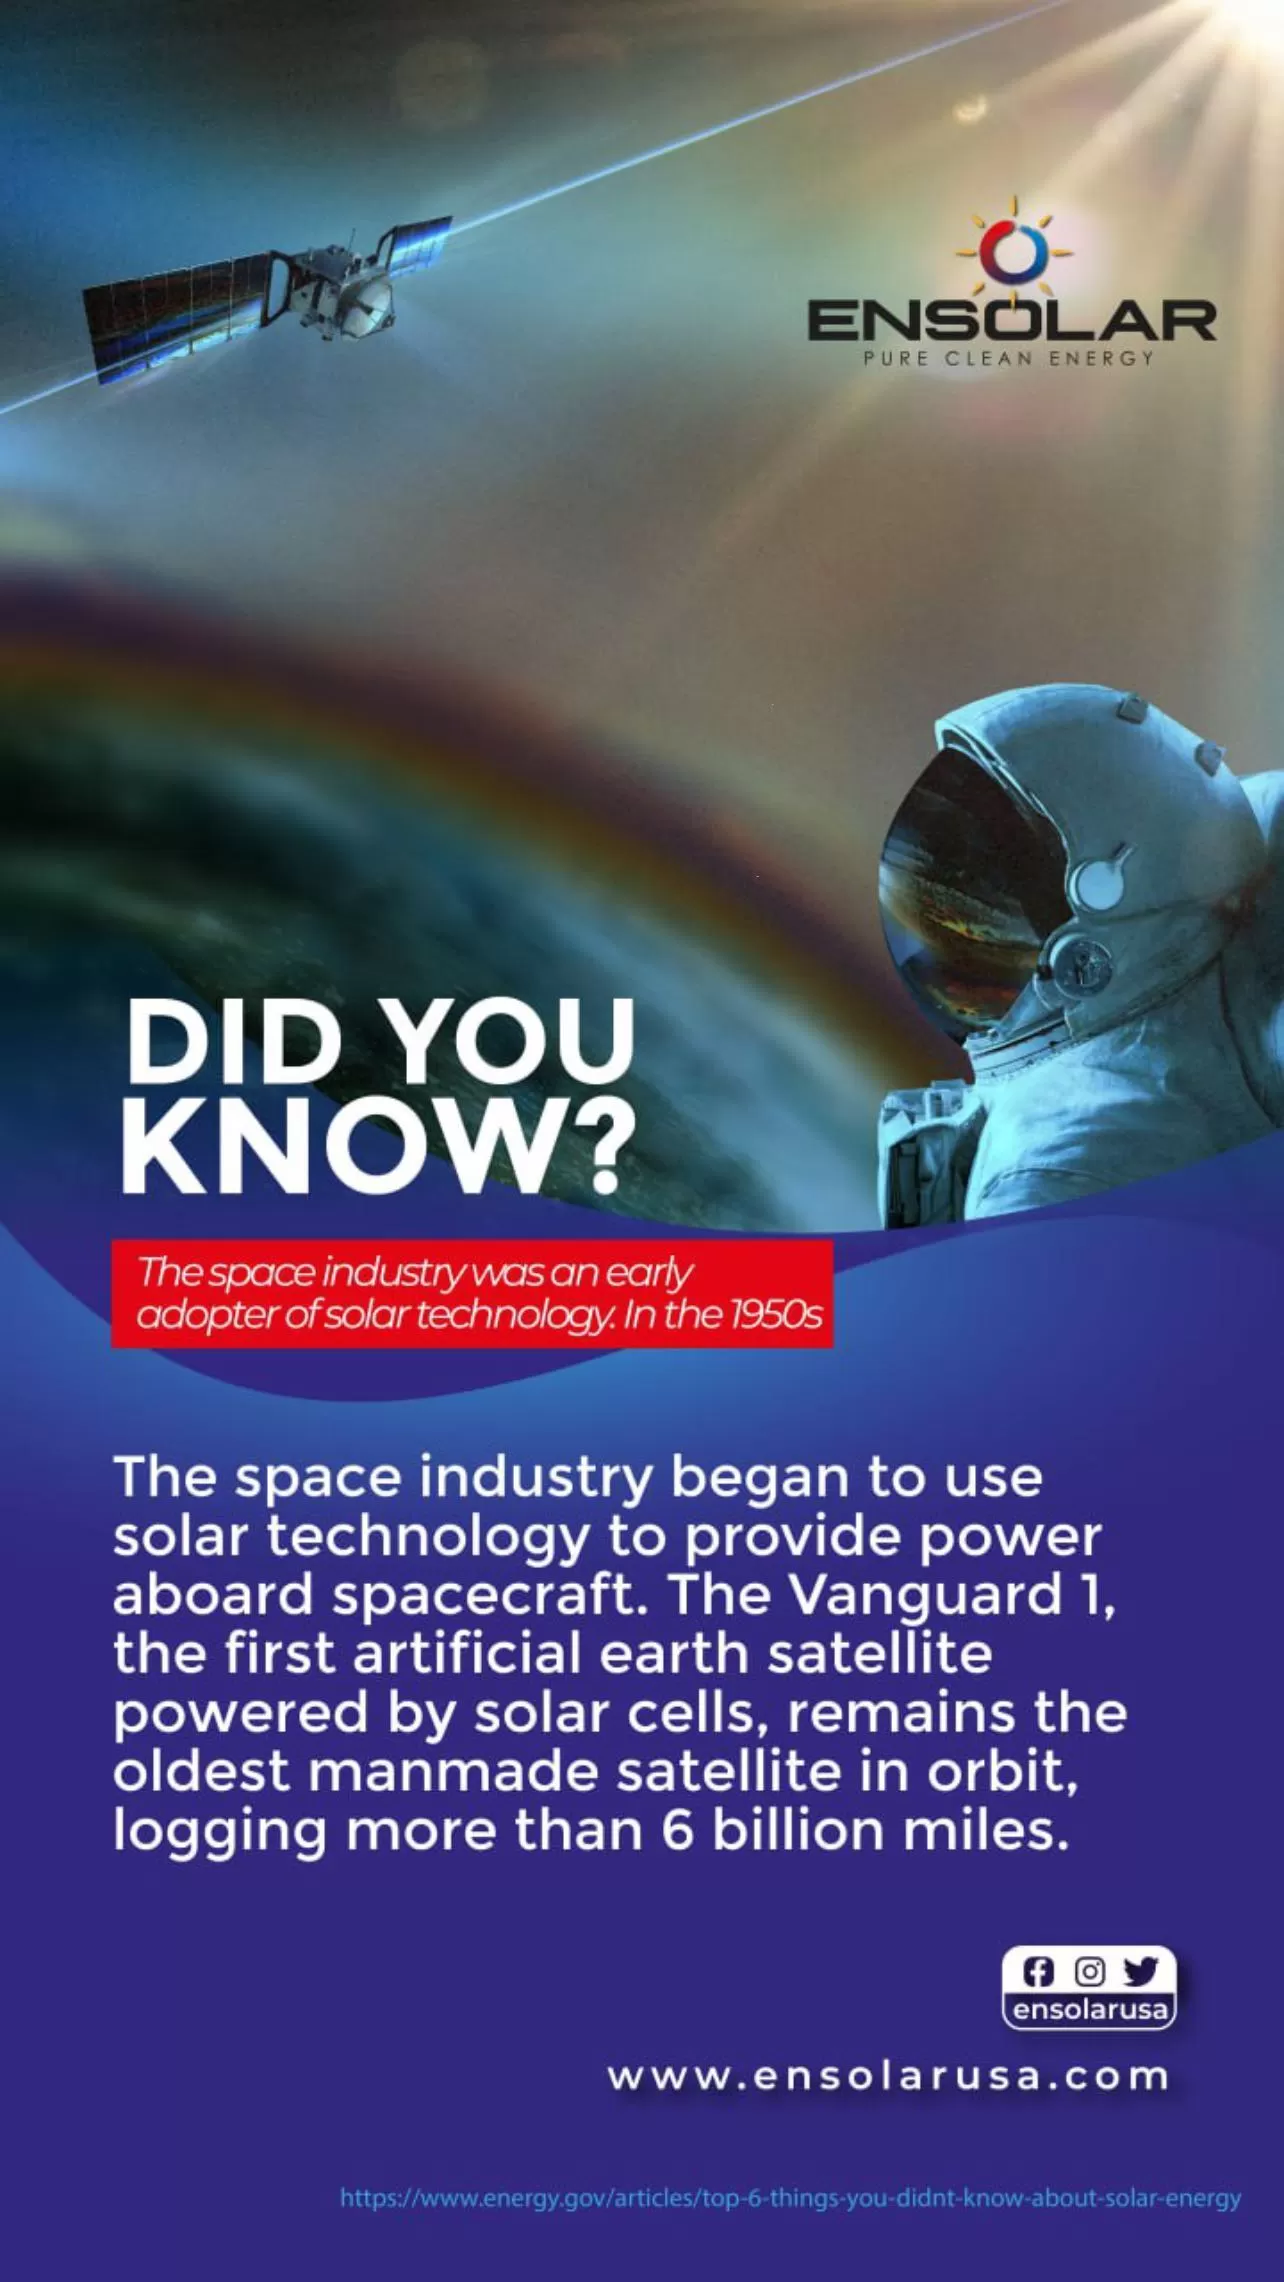 ENSOLAR
PURE CLEAN ENERGY
DID YOU
KNOW?
The space industry was an early
adopter of solar technology. In the 1950s
The space industry began to use
solar technology to provide power
aboard spacecraft. The Vanguard 1,
the first artificial earth satellite
powered by solar cells, remains the
oldest manmade satellite in orbit,
logging more than 6 billion miles.
ensolarusa
www.ensolarusa.com
https://www.energy.gov/articles/top-6-things-you-didnt-know-about-solar-energy